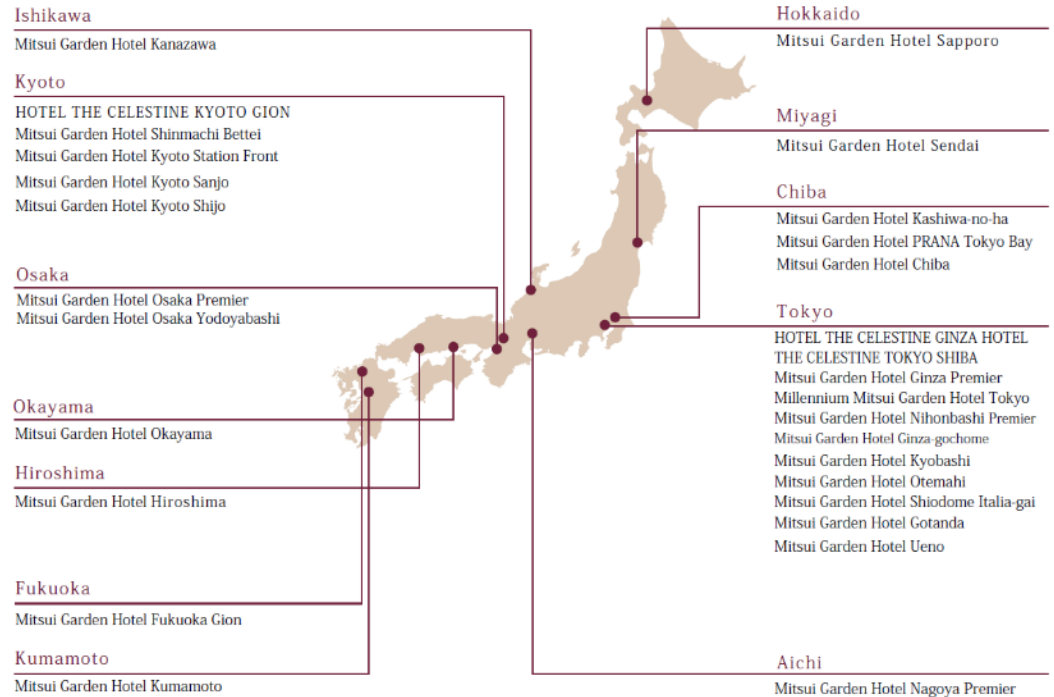 Ishikawa
Mitsui Garden Hotel Kanazawa
Kyoto
HOTEL THE CELESTINE KYOTO GION
Mitsui Garden Hotel Shinmachi Bettei
Mitsui Garden Hotel Kyoto Station Front
Mitsui Garden Hotel Kyoto Sanjo
Mitsui Garden Hotel Kyoto Shijo
Osaka
Mitsui Garden Hotel Osaka Premier
Mitsui Garden Hotel Osaka Yodoyabashi
Okayama
Mitsui Garden Hotel Okayama
Hiroshima
Mitsui Garden Hotel Hiroshima
Fukuoka
Mitsui Garden Hotel Fukuoka Gion
Kumamoto
Mitsui Garden Hotel Kumamoto
Hokkaido
Mitsui Garden Hotel Sapporo
Miyagi
Mitsui Garden Hotel Sendai
Chiba
Mitsui Garden Hotel Kashiwa-no-ha
Mitsui Garden Hotel PRANA Tokyo Bay
Mitsui Garden Hotel Chiba
Tokyo
HOTEL THE CELESTINE GINZA HOTEL
THE CELESTINE TOKYO SHIBA
Mitsui Garden Hotel Ginza Premier
Millennium Mitsui Garden Hotel Tokyo
Mitsui Garden Hotel Nihonbashi Premier
Mitsui Garden Hotel Ginza-gochome
Mitsui Garden Hotel Kyobashi
Mitsui Garden Hotel Otemahi
Mitsui Garden Hotel Shiodome Italia-gai
Mitsui Garden Hotel Gotanda
Mitsui Garden Hotel Ueno
Aichi
Mitsui Garden Hotel Nagoya Premier